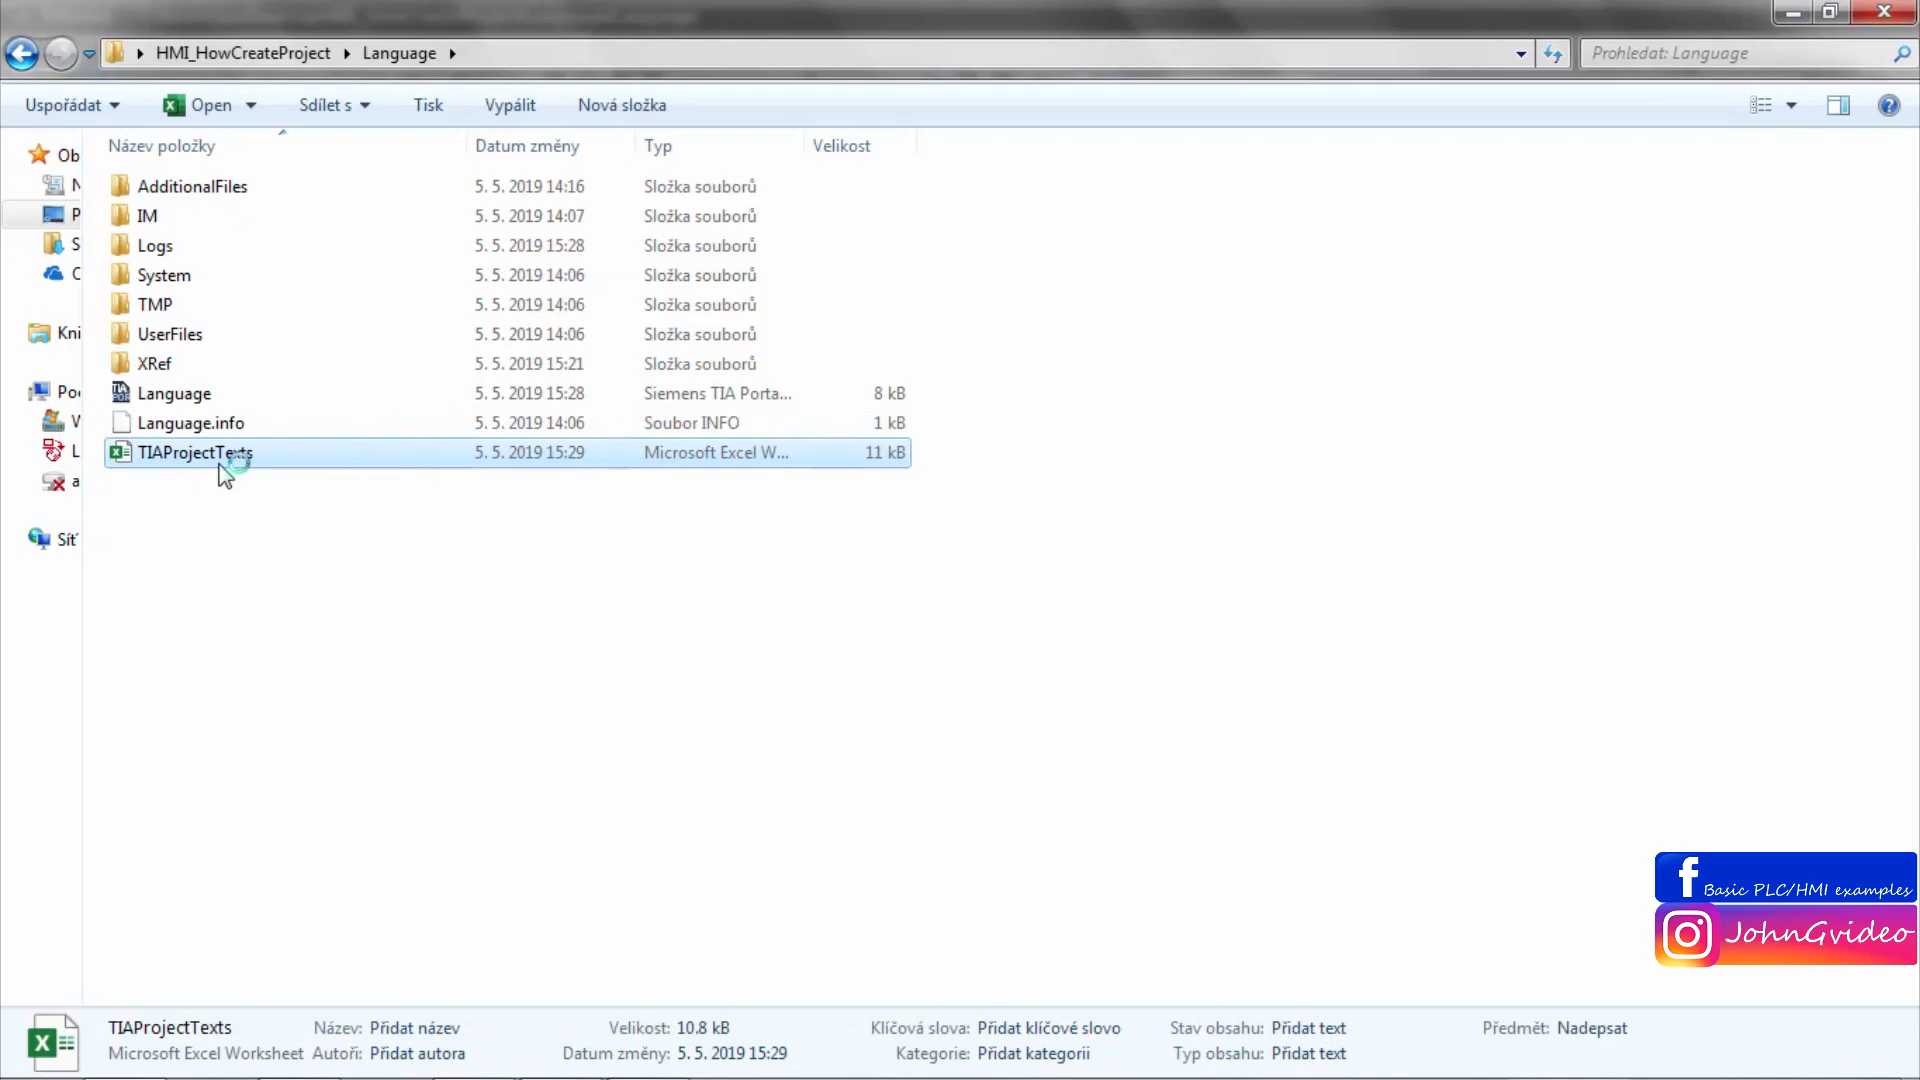 HMI_HowCreateProject Language
Prohledat: Language
Uspořádat Open Sdílet s Tisk Vypálit Nová složka
Název položky Datum změny Typ Velikost
Ob
AdditionalFiles 5. 5. 2019 14:16 Složka souborů
IM 5. 5. 2019 14:07 Složka souborů
Logs 5. 5. 2019 15:28 Složka souborů
System 5. 5. 2019 14:06 Složka souborů
TMP 5. 5. 2019 14:06 Složka souborů
Kni
UserFiles 5. 5. 2019 14:06 Složka souborů
XRef 5. 5. 2019 15:21 Složka souborů
Language 5. 5. 2019 15:28 Siemens TIA Porta... 8 kB
Language.info 5. 5. 2019 14:06 Soubor INFO 1 kB
TIAProjectTexts 5. 5. 2019 15:29 Microsoft Excel W... 11 kB
Síť
f Basic PLC/HMI examples
JohnGvideo
TIAProjectTexts Název: Přidat název Velikost: 10.8 kB Klíčová slova: Přidat klíčové slovo Stav obsahu: Přidat text Předmět: Nadepsat
Microsoft Excel Worksheet Autoři: Přidat autora Datum změny: 5. 5. 2019 15:29 Kategorie: Přidat kategorii Typ obsahu: Přidat text